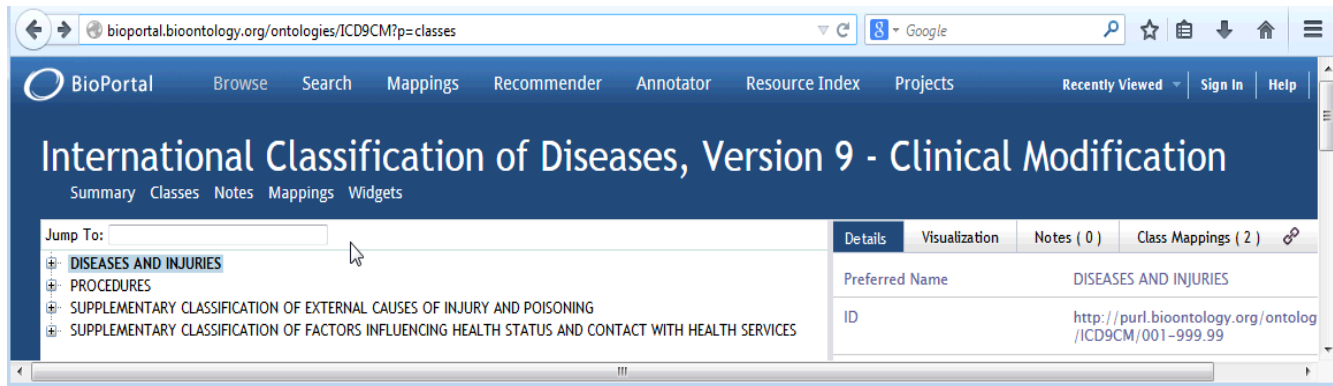 bioportal.bioontology.org/ontologies/ICD9CM?p=classes
8 Google
BioPortal Browse Search Mappings Recommender Annotator Resource Index Projects Recently Viewed Sign In Help
International Classification of Diseases, Version 9 - Clinical Modification
Summary Classes Notes Mappings Widgets
Jump To:
DISEASES AND INJURIES
PROCEDURES
SUPPLEMENTARY CLASSIFICATION OF EXTERNAL CAUSES OF INJURY AND POISONING
SUPPLEMENTARY CLASSIFICATION OF FACTORS INFLUENCING HEALTH STATUS AND CONTACT WITH HEALTH SERVICES
Details Visualization Notes ( 0 ) Class Mappings ( 2 )
Preferred Name DISEASES AND INJURIES
ID http://purl.bioontology.org/ontolog
/ICD9CM/001-999.99